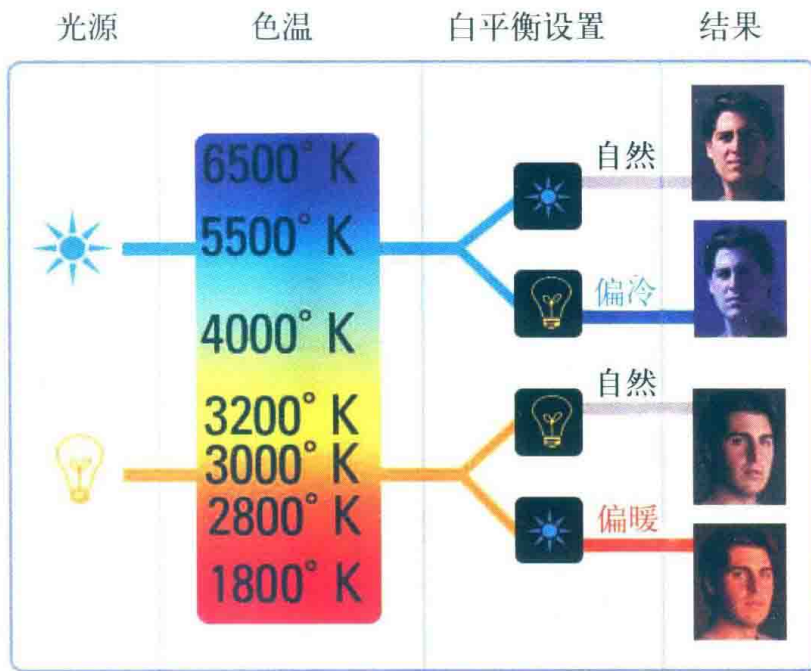 光源 色温 白平衡设置 结果
6500° K
5500° K
4000° K
3200° K
3000° K
2800° K
1800° K
自然
偏冷
自然
偏暖